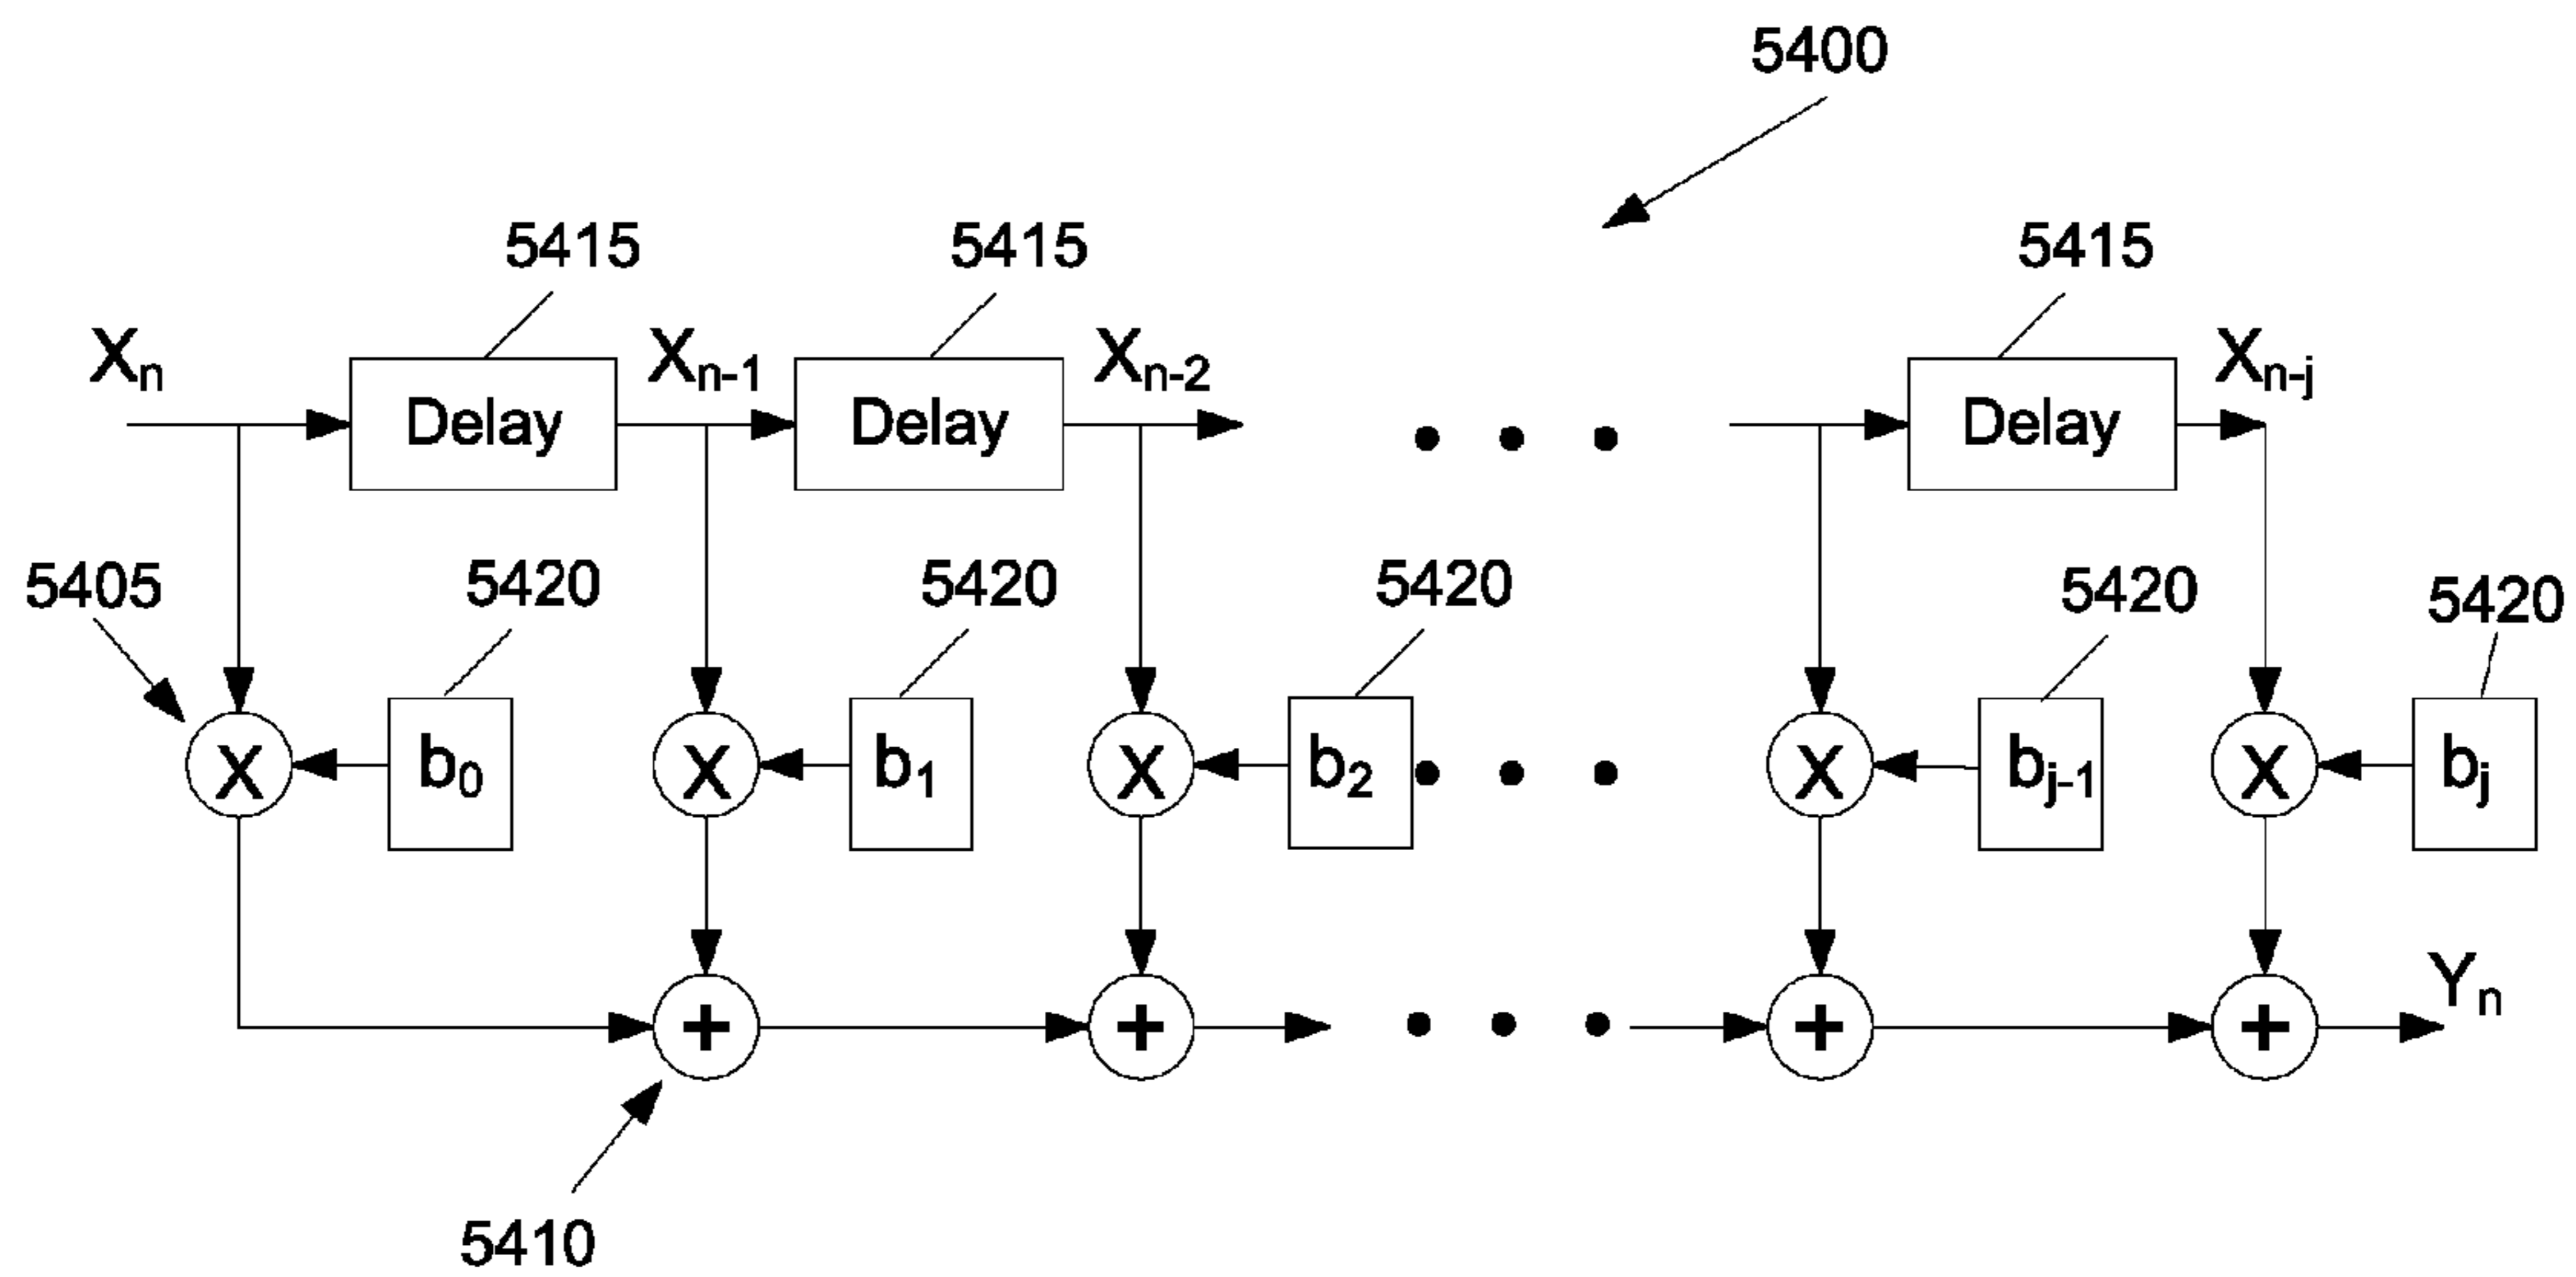 5400
5415 5415 5415
Xn Xn-1 Xn-2 Xn-j
Delay Delay Delay
5405 5420 5420 5420 5420 5420
X b0 X b1 X b2 X bj-1 X bj
+ + + + Yn
5410